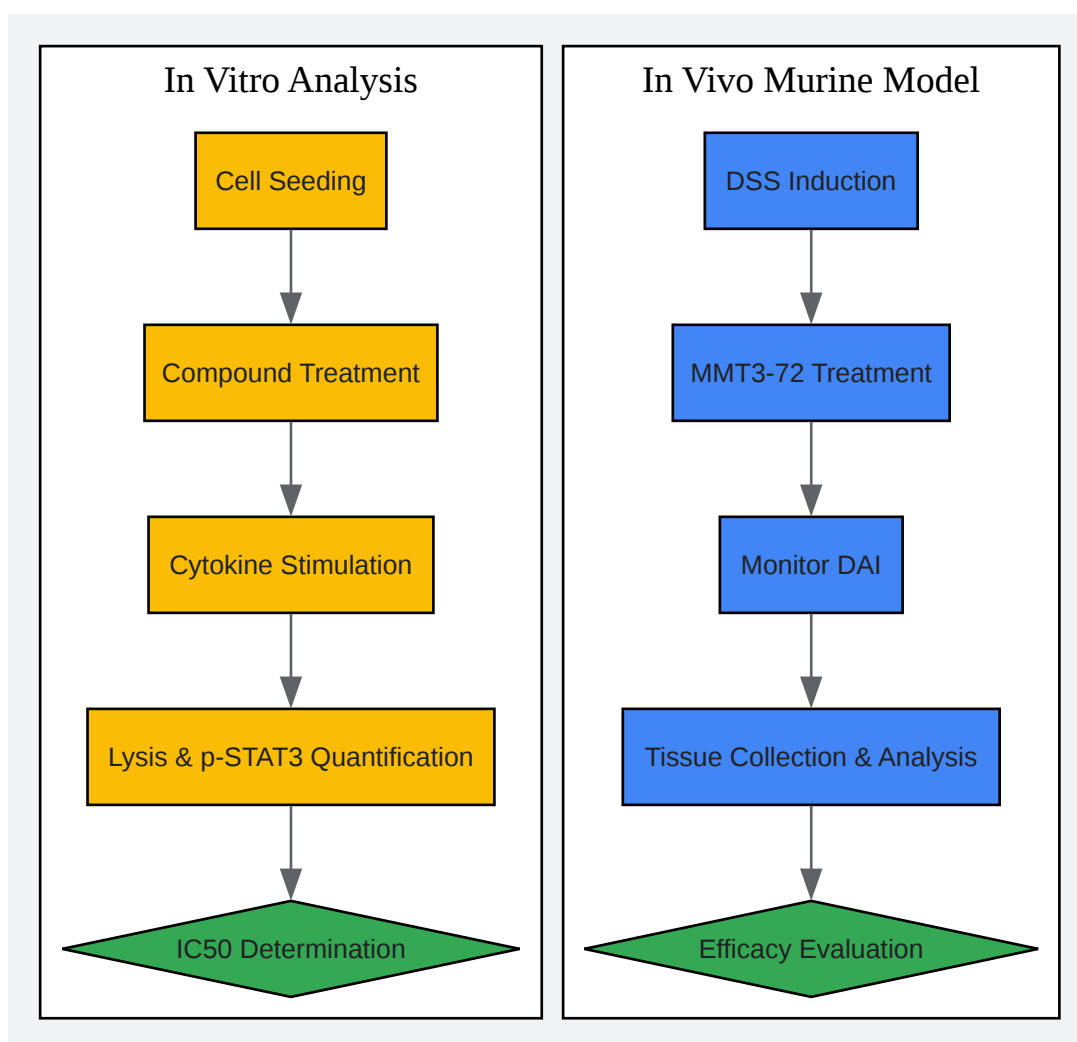 In Vitro Analysis
Cell Seeding
Compound Treatment
Cytokine Stimulation
Lysis & p-STAT3 Quantification
IC50 Determination
In Vivo Murine Model
DSS Induction
MMT3-72 Treatment
Monitor DAI
Tissue Collection & Analysis
Efficacy Evaluation